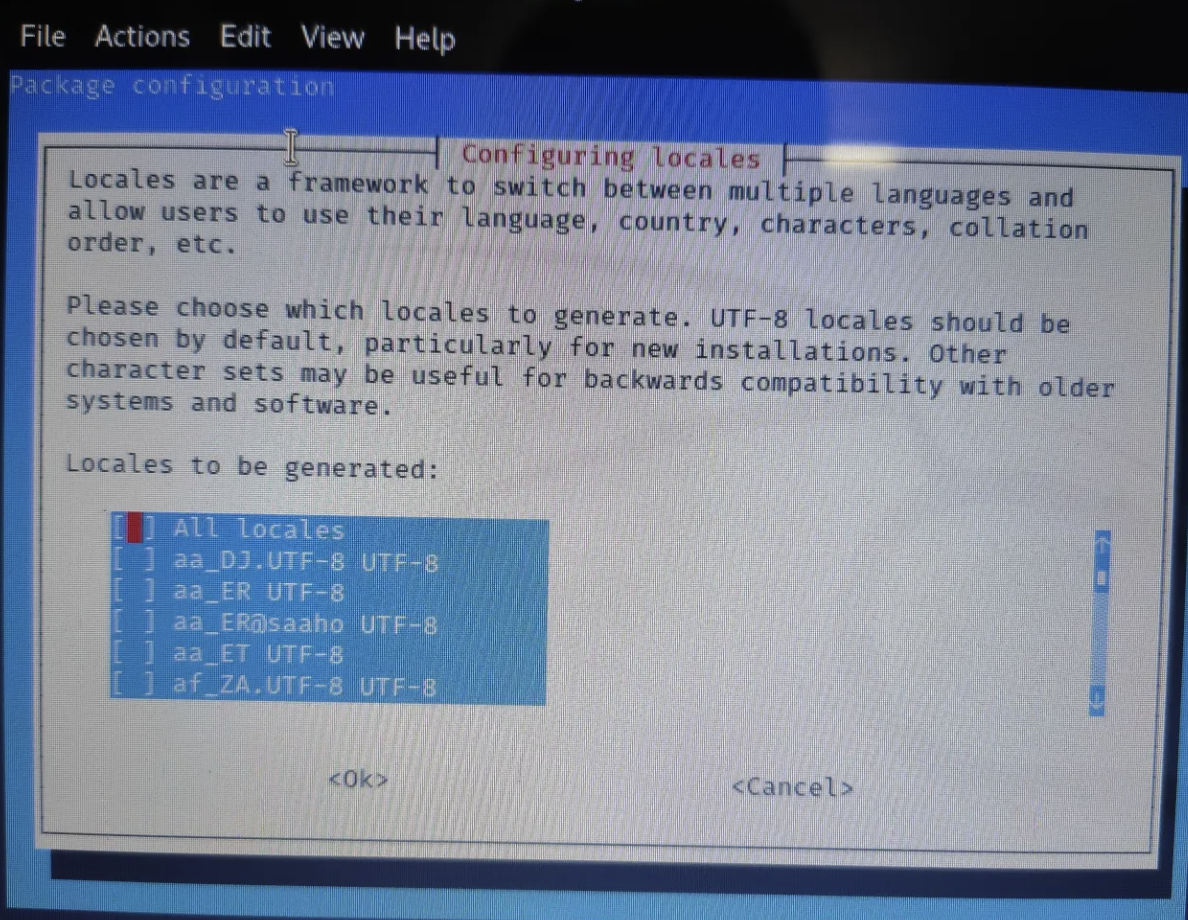 File Actions Edit View Help
Package configuration
Configuring locales
Locales are a framework to switch between multiple languages and
allow users to use their language, country, characters, collation
order, etc.
Please choose which locales to generate. UTF-8 locales should be
chosen by default, particularly for new installations. Other
character sets may be useful for backwards compatibility with older
systems and software.
Locales to be generated:
[ ] All locales
[ ] aa_DJ.UTF-8 UTF-8
[ ] aa_ER UTF-8
[ ] aa_ER@saaho UTF-8
[ ] aa_ET UTF-8
[ ] af_ZA.UTF-8 UTF-8
<Ok> <Cancel>